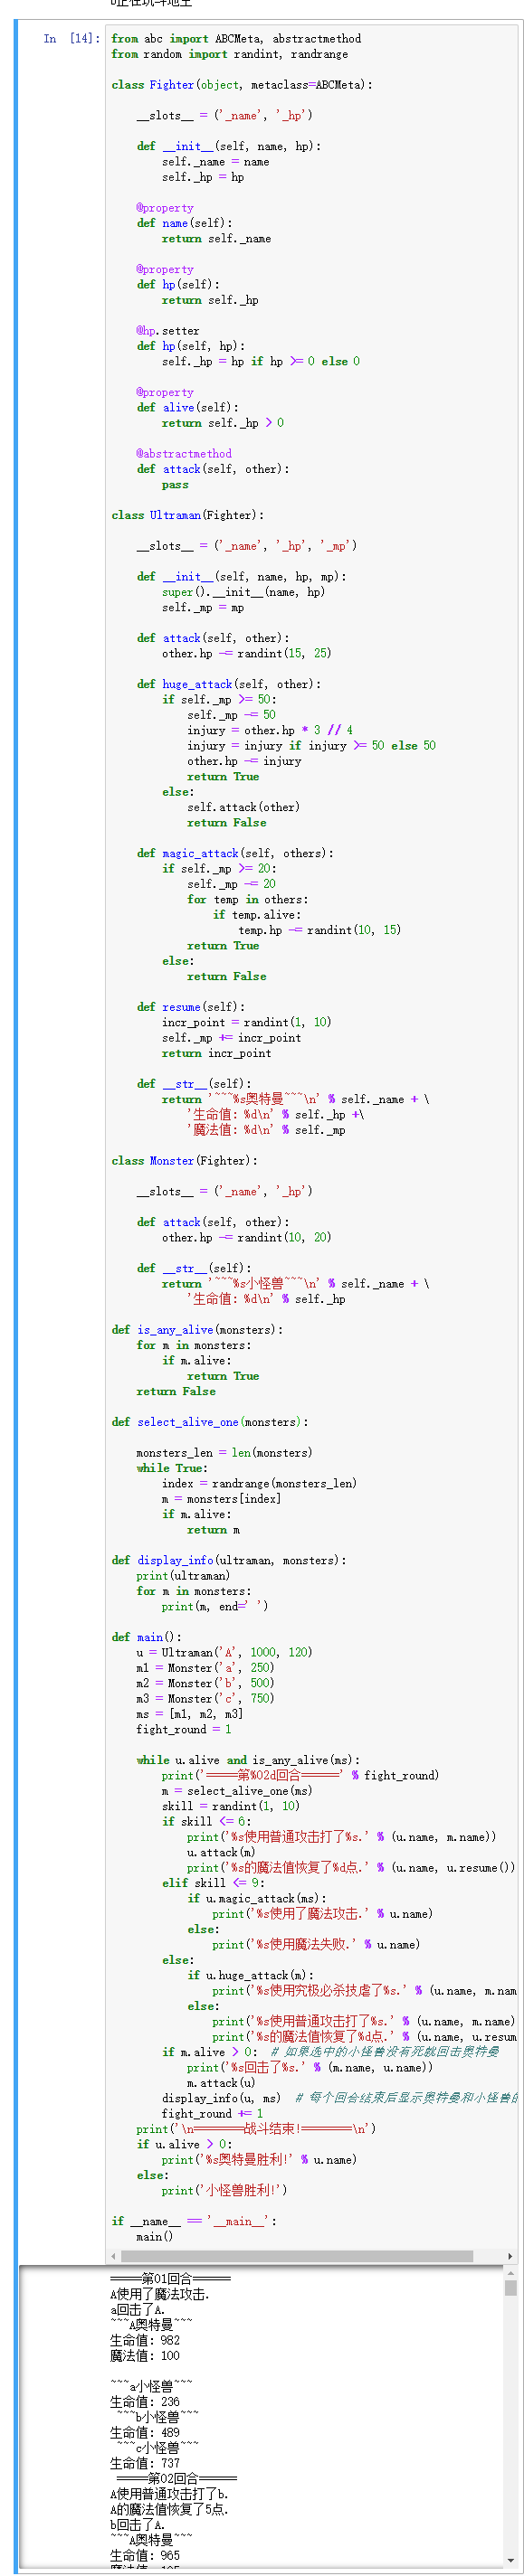 In [14]:
from abc import ABCMeta, abstractmethod
from random import randint, randrange

class Fighter(object, metaclass=ABCMeta):

    __slots__ = ('_name', '_hp')

    def __init__(self, name, hp):
        self._name = name
        self._hp = hp

    @property
    def name(self):
        return self._name

    @property
    def hp(self):
        return self._hp

    @hp.setter
    def hp(self, hp):
        self._hp = hp if hp >= 0 else 0

    @property
    def alive(self):
        return self._hp > 0

    @abstractmethod
    def attack(self, other):
        pass

class Ultraman(Fighter):

    __slots__ = ('_name', '_hp', '_mp')

    def __init__(self, name, hp, mp):
        super().__init__(name, hp)
        self._mp = mp

    def attack(self, other):
        other.hp -= randint(15, 25)

    def huge_attack(self, other):
        if self._mp >= 50:
            self._mp -= 50
            injury = other.hp * 3 // 4
            injury = injury if injury >= 50 else 50
            other.hp -= injury
            return True
        else:
            self.attack(other)
            return False

    def magic_attack(self, others):
        if self._mp >= 20:
            self._mp -= 20
            for temp in others:
                if temp.alive:
                    temp.hp -= randint(10, 15)
            return True
        else:
            return False

    def resume(self):
        incr_point = randint(1, 10)
        self._mp += incr_point
        return incr_point

    def __str__(self):
        return '~~~%s奥特曼~~~\n' % self._name + \
            '生命值: %d\n' % self._hp +\
            '魔法值: %d\n' % self._mp

class Monster(Fighter):

    __slots__ = ('_name', '_hp')

    def attack(self, other):
        other.hp -= randint(10, 20)

    def __str__(self):
        return '~~~%s小怪兽~~~\n' % self._name + \
            '生命值: %d\n' % self._hp

def is_any_alive(monsters):
    for m in monsters:
        if m.alive:
            return True
    return False

def select_alive_one(monsters):

    monsters_len = len(monsters)
    while True:
        index = randrange(monsters_len)
        m = monsters[index]
        if m.alive:
            return m

def display_info(ultraman, monsters):
    print(ultraman)
    for m in monsters:
        print(m, end=' ')

def main():
    u = Ultraman('A', 1000, 120)
    m1 = Monster('a', 250)
    m2 = Monster('b', 500)
    m3 = Monster('c', 750)
    ms = [m1, m2, m3]
    fight_round = 1

    while u.alive and is_any_alive(ms):
        print('=====第%02d回合======' % fight_round)
        m = select_alive_one(ms)
        skill = randint(1, 10)
        if skill <= 6:
            print('%s使用普通攻击打了%s.' % (u.name, m.name))
            u.attack(m)
            print('%s的魔法值恢复了%d点.' % (u.name, u.resume())
        elif skill <= 9:
            if u.magic_attack(ms):
                print('%s使用了魔法攻击.' % u.name)
            else:
                print('%s使用魔法失败.' % u.name)
        else:
            if u.huge_attack(m):
                print('%s使用究极必杀技虐了%s.' % (u.name, m.nam
            else:
                print('%s使用普通攻击打了%s.' % (u.name, m.name)
                print('%s的魔法值恢复了%d点.' % (u.name, u.resum
        if m.alive > 0:  # 如果选中的小怪兽没有死就回击奥特曼
            print('%s回击了%s.' % (m.name, u.name))
            m.attack(u)
        display_info(u, ms)  # 每个回合结束后显示奥特曼和小怪兽的
        fight_round += 1
    print('\n========战斗结束!========\n')
    if u.alive > 0:
        print('%s奥特曼胜利!' % u.name)
    else:
        print('小怪兽胜利!')

if __name__ == '__main__':
    main()
=====第01回合======
A使用了魔法攻击.
a回击了A.
~~~A奥特曼~~~
生命值: 982
魔法值: 100

~~~a小怪兽~~~
生命值: 236
 ~~~b小怪兽~~~
生命值: 489
 ~~~c小怪兽~~~
生命值: 737
 =====第02回合======
A使用普通攻击打了b.
A的魔法值恢复了5点.
b回击了A.
~~~A奥特曼~~~
生命值: 965
魔法值: 105